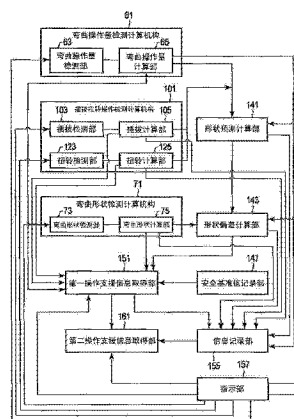 61
弯曲操作量检测计算机构
63
65
弯曲操作量检测部
弯曲操作量计算部
101
插拔扭转操作检测计算机构
103
105
141
插拔检测部
插拔计算部
形状预测计算部
123
125
扭转检测部
扭转计算部
71
弯曲形状检测计算机构
73
75
143
弯曲形状检测部
弯曲形状计算部
形状偏差计算部
151
147
第一操作支援信息取得部
安全基准值记录部
161
第二操作支援信息取得部
信息记录部
155
157
指示部